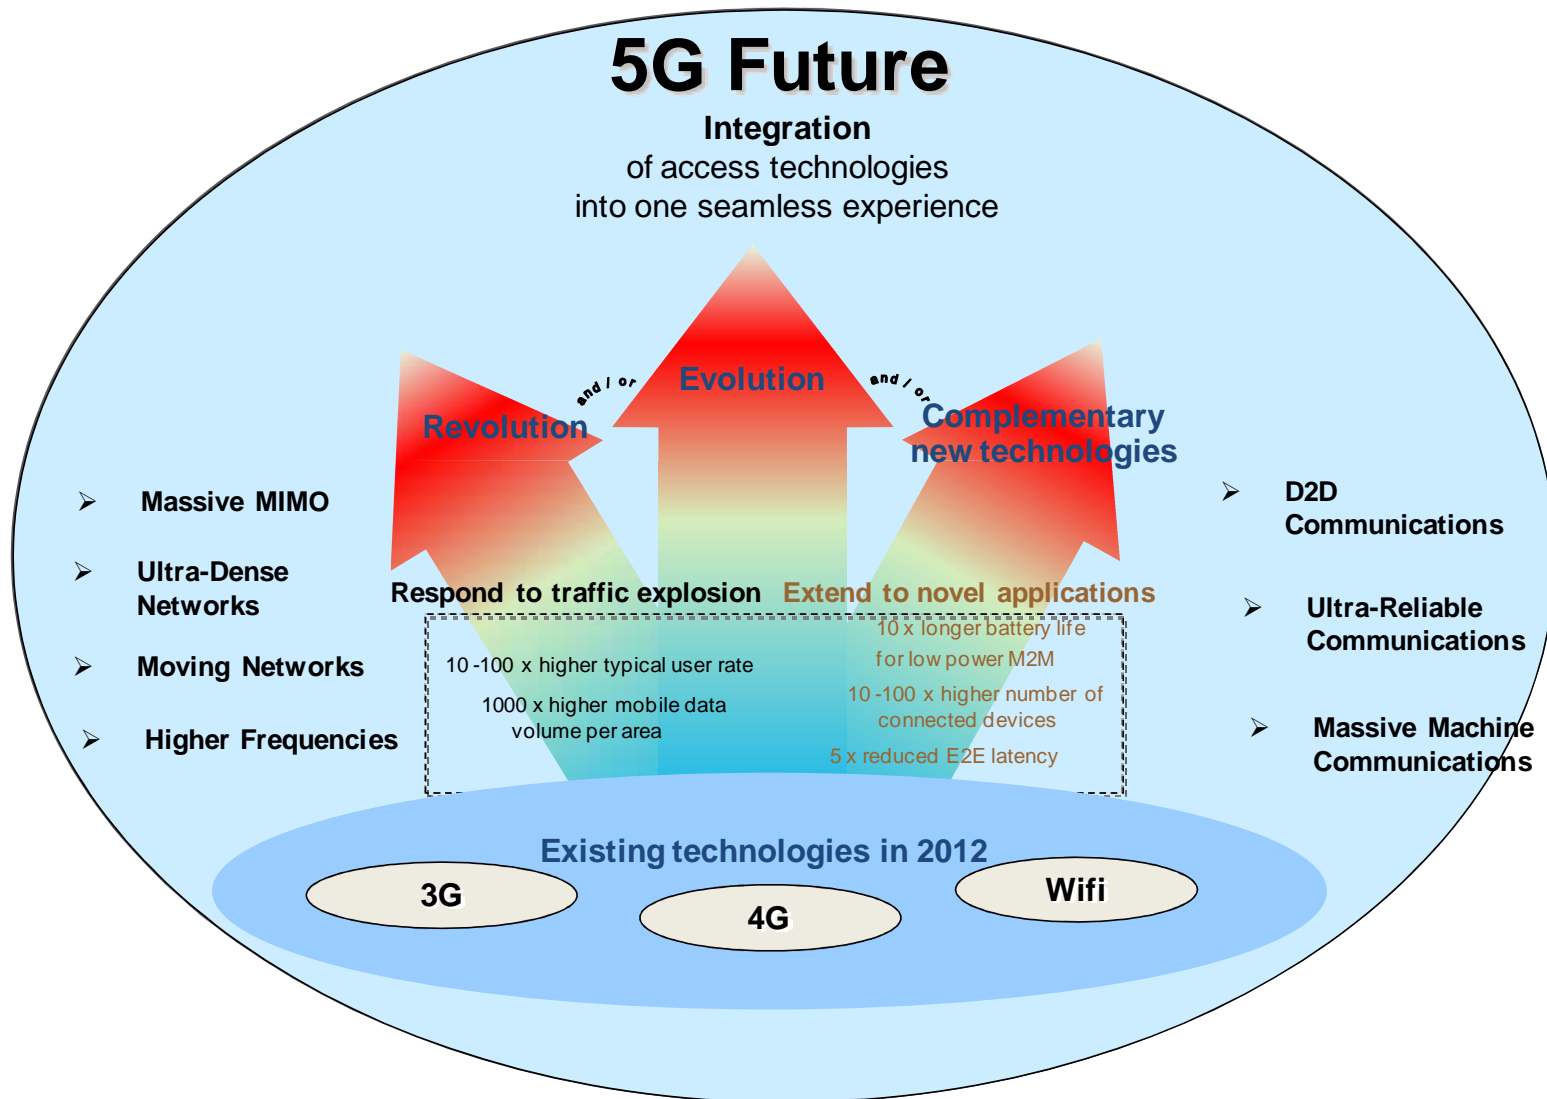 5G Future
Integration
of access technologies
into one seamless experience
Evolution
and / or
and / or
Revolution
Complementary
new technologies
Massive MIMO
Ultra-Dense
Networks
Moving Networks
Higher Frequencies
D2D
Communications
Ultra-Reliable
Communications
Massive Machine
Communications
Respond to traffic explosion
10-100 x higher typical user rate
1000 x higher mobile data
volume per area
Extend to novel applications
10 x longer battery life
for low power M2M
10-100 x higher number of
connected devices
5 x reduced E2E latency
Existing technologies in 2012
3G
4G
Wifi